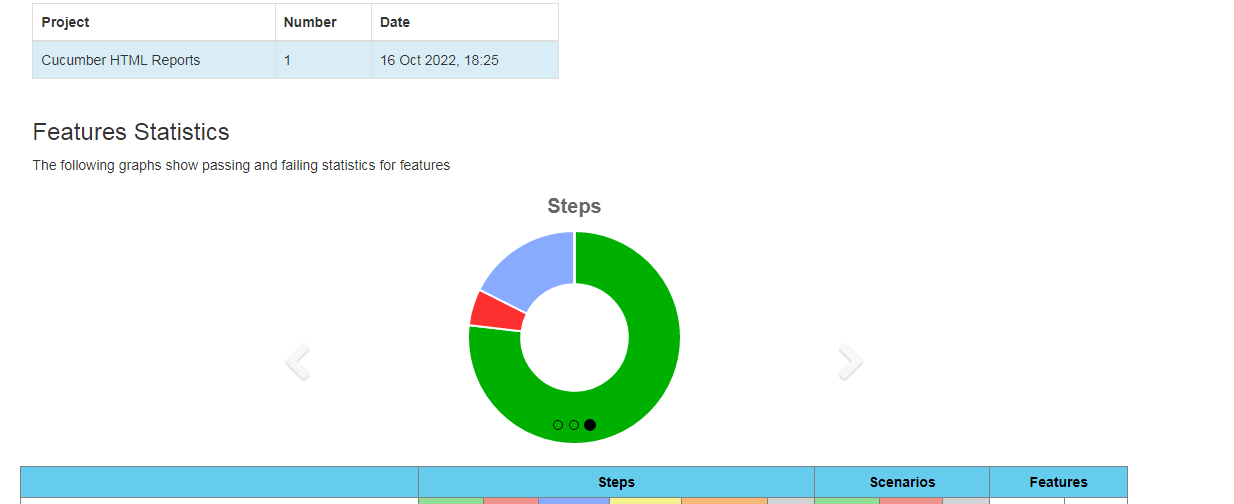 Project Number Date
Cucumber HTML Reports 1 16 Oct 2022, 18:25
Features Statistics
The following graphs show passing and failing statistics for features
Steps
Steps Scenarios Features